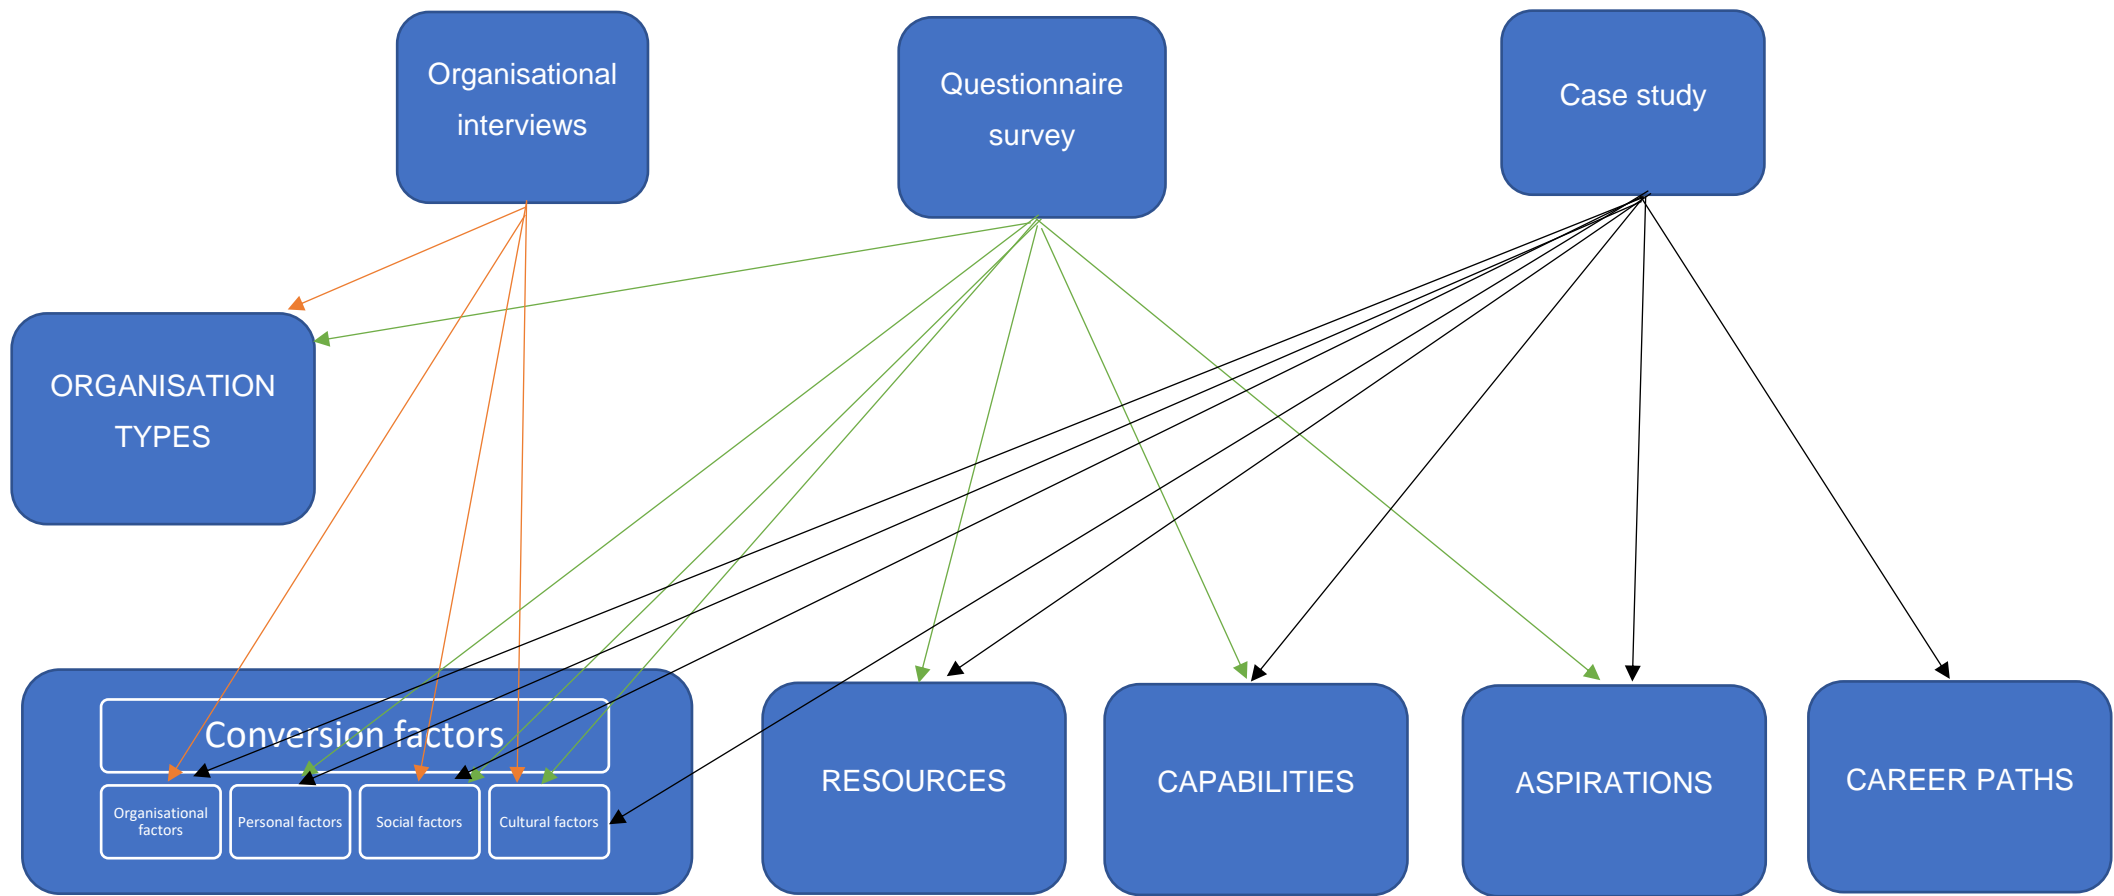 Organisational
interviews
Questionnaire
survey
Case study
ORGANISATION
TYPES
Conversion factors
Organisational
factors
Personal factors
Social factors
Cultural factors
RESOURCES
CAPABILITIES
ASPIRATIONS
CAREER PATHS